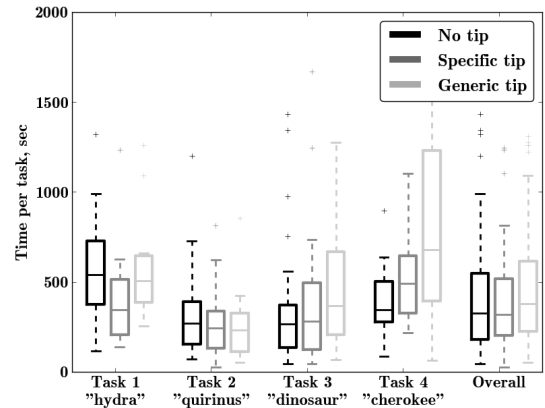 2000
1500
1000
500
0
Time per task, sec
No tip
Specific tip
Generic tip
Task 1
"hydra"
Task 2
"quirinus"
Task 3
"dinosaur"
Task 4
"cherokee"
Overall